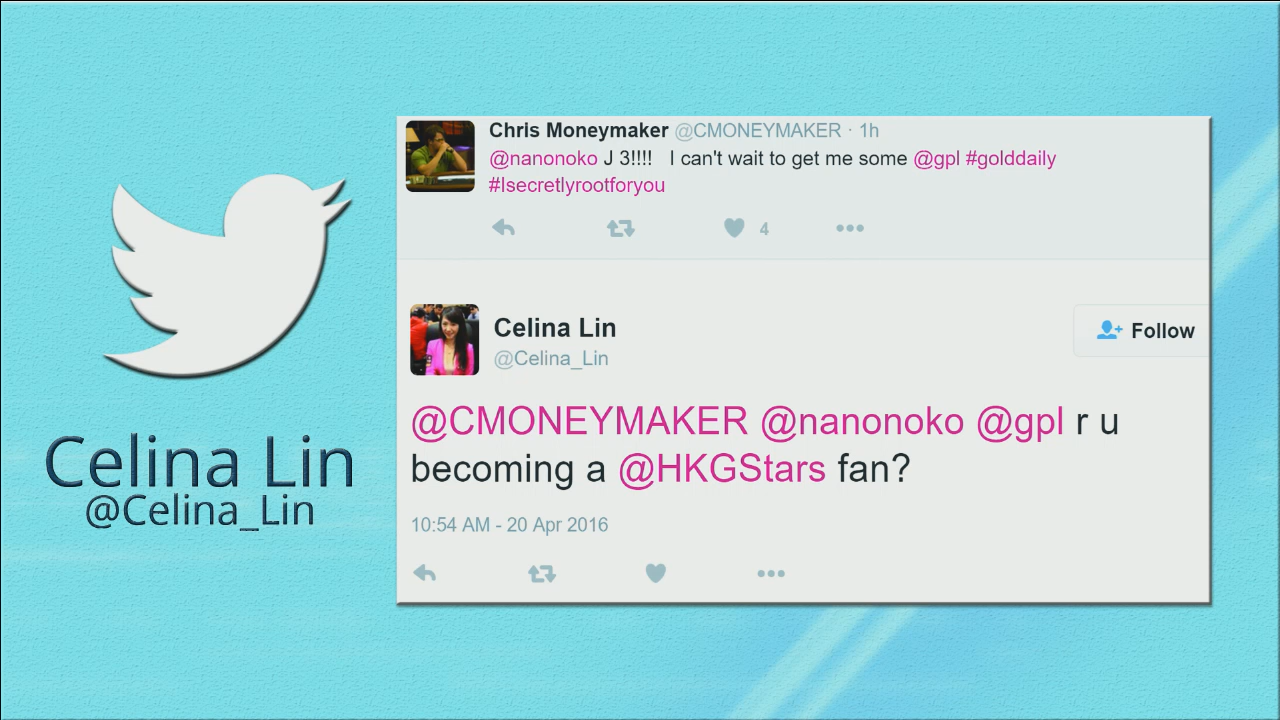 Chris Moneymaker @CMONEYMAKER · 1h
@nanonoko J 3!!!! I can't wait to get me some @gpl #golddaily
#Isecretlyrootforyou
4
Celina Lin
@Celina_Lin
Follow
@CMONEYMAKER @nanonoko @gpl r u
becoming a @HKGStars fan?
10:54 AM - 20 Apr 2016
Celina Lin
@Celina_Lin